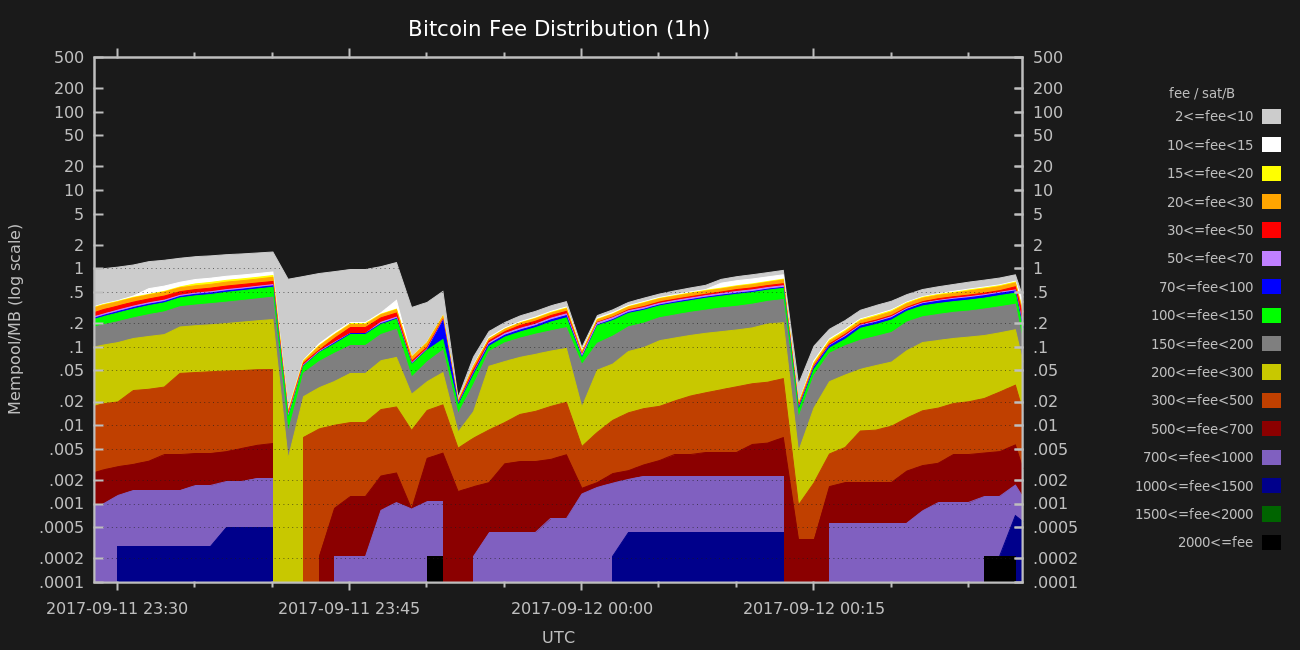 Bitcoin Fee Distribution (1h)
500 500
200 200
100 100
50 50
20 20
10 10
5 5
2 2
1 1
.5 .5
.2 .2
.1 .1
.05 .05
.02 .02
.01 .01
.005 .005
.002 .002
.001 .001
.0005 .0005
.0002 .0002
.0001 .0001
Mempool/MB (log scale)
2017-09-11 23:30 2017-09-11 23:45 2017-09-12 00:00 2017-09-12 00:15
UTC
fee / sat/B
2<=fee<10
10<=fee<15
15<=fee<20
20<=fee<30
30<=fee<50
50<=fee<70
70<=fee<100
100<=fee<150
150<=fee<200
200<=fee<300
300<=fee<500
500<=fee<700
700<=fee<1000
1000<=fee<1500
1500<=fee<2000
2000<=fee